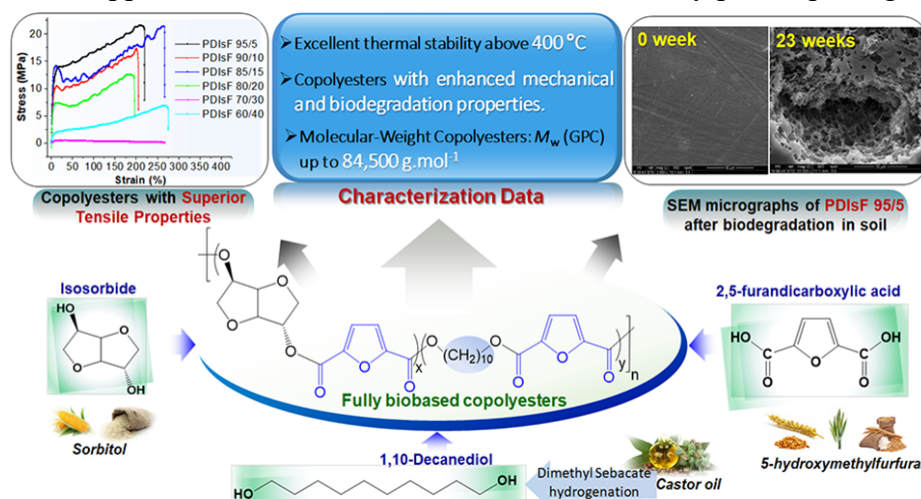 Stress (MPa)
20
15
10
5
0
PDIsF 95/5
PDIsF 90/10
PDIsF 85/15
PDIsF 80/20
PDIsF 70/30
PDIsF 60/40
0 50 100 150 200 250 300 350 400
Strain (%)
Copolyesters with Superior
Tensile Properties
➤Excellent thermal stability above 400 °C
➤Copolyesters with enhanced mechanical
and biodegradation properties.
➤Molecular-Weight Copolyesters: Mw (GPC)
up to 84,500 g.mol-1
Characterization Data
0 week
23 weeks
SEM micrographs of PDIsF 95/5
after biodegradation in soil
Isosorbide
HO
O
O
OH
Sorbitol
O
O
O
O
O
O
O
O
x
O
(CH2)10
O
O
O
O
y
n
Fully biobased copolyesters
2,5-furandicarboxylic acid
HO
O
O
O
OH
5-hydroxymethylfurfura
1,10-Decanediol
HO
OH
Dimethyl Sebacate
hydrogenation
Castor oil